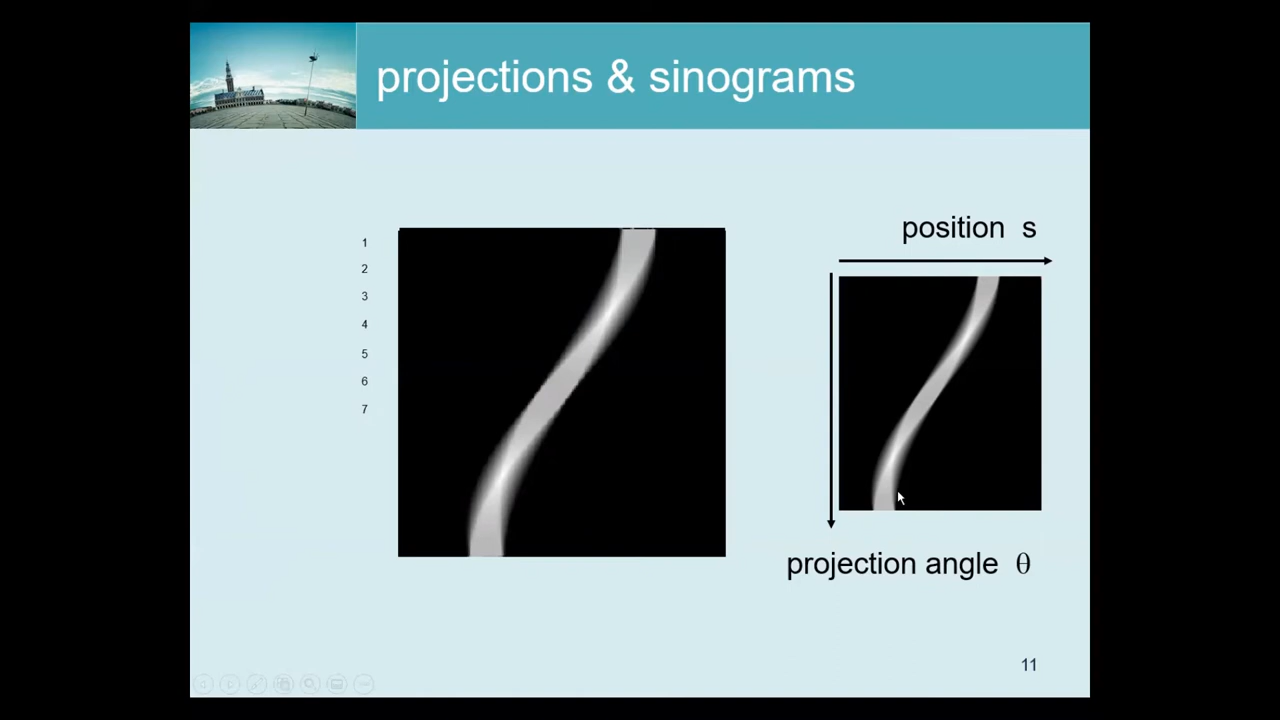 projections & sinograms
position s
1
2
3
4
5
6
7
projection angle θ
11